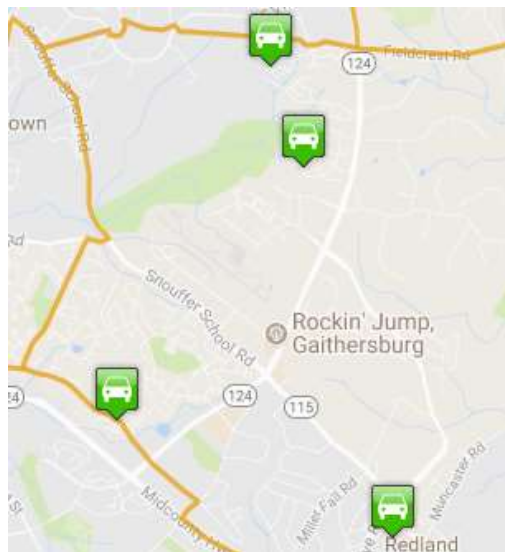 Snouffer School Rd
Fieldcrest Rd
124
own
Rd
Snouffer School Rd
Rockin' Jump,
Gaithersburg
24
124
115
Midcounty H
Miller Fall Rd
Muncaster Rd
St
Redland